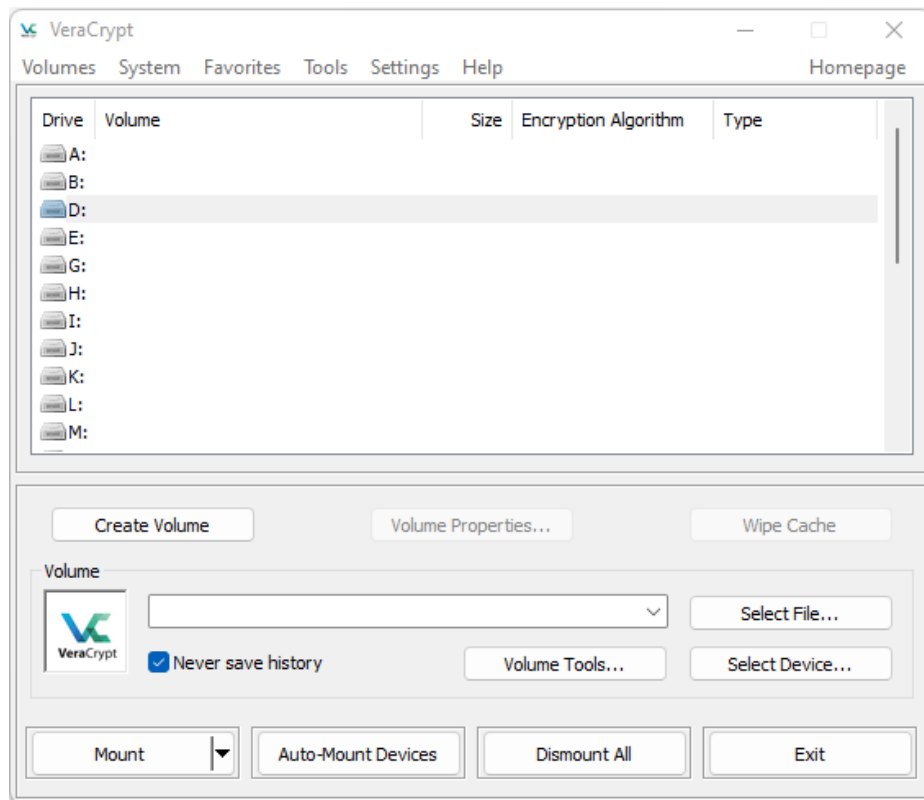 VeraCrypt
Volumes System Favorites Tools Settings Help Homepage
Drive Volume Size Encryption Algorithm Type
A:
B:
D:
E:
G:
H:
I:
J:
K:
L:
M:
Create Volume Volume Properties... Wipe Cache
Volume
Select File...
VeraCrypt
Never save history Volume Tools... Select Device...
Mount Auto-Mount Devices Dismount All Exit